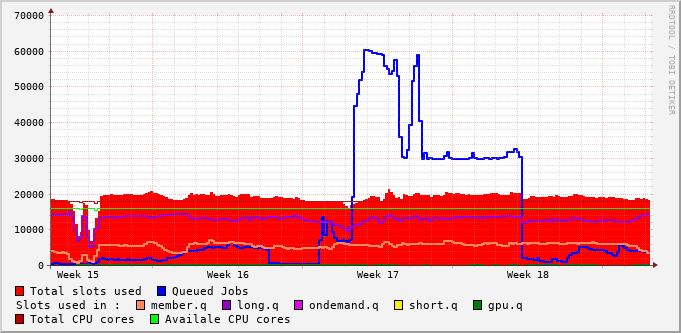 RRDTOOL / TOBI OETIKER
70000
60000
50000
40000
30000
20000
10000
0
Week 15 Week 16 Week 17 Week 18
Total slots used Queued Jobs
Slots used in : member.q long.q ondemand.q short.q gpu.q
Total CPU cores Availale CPU cores